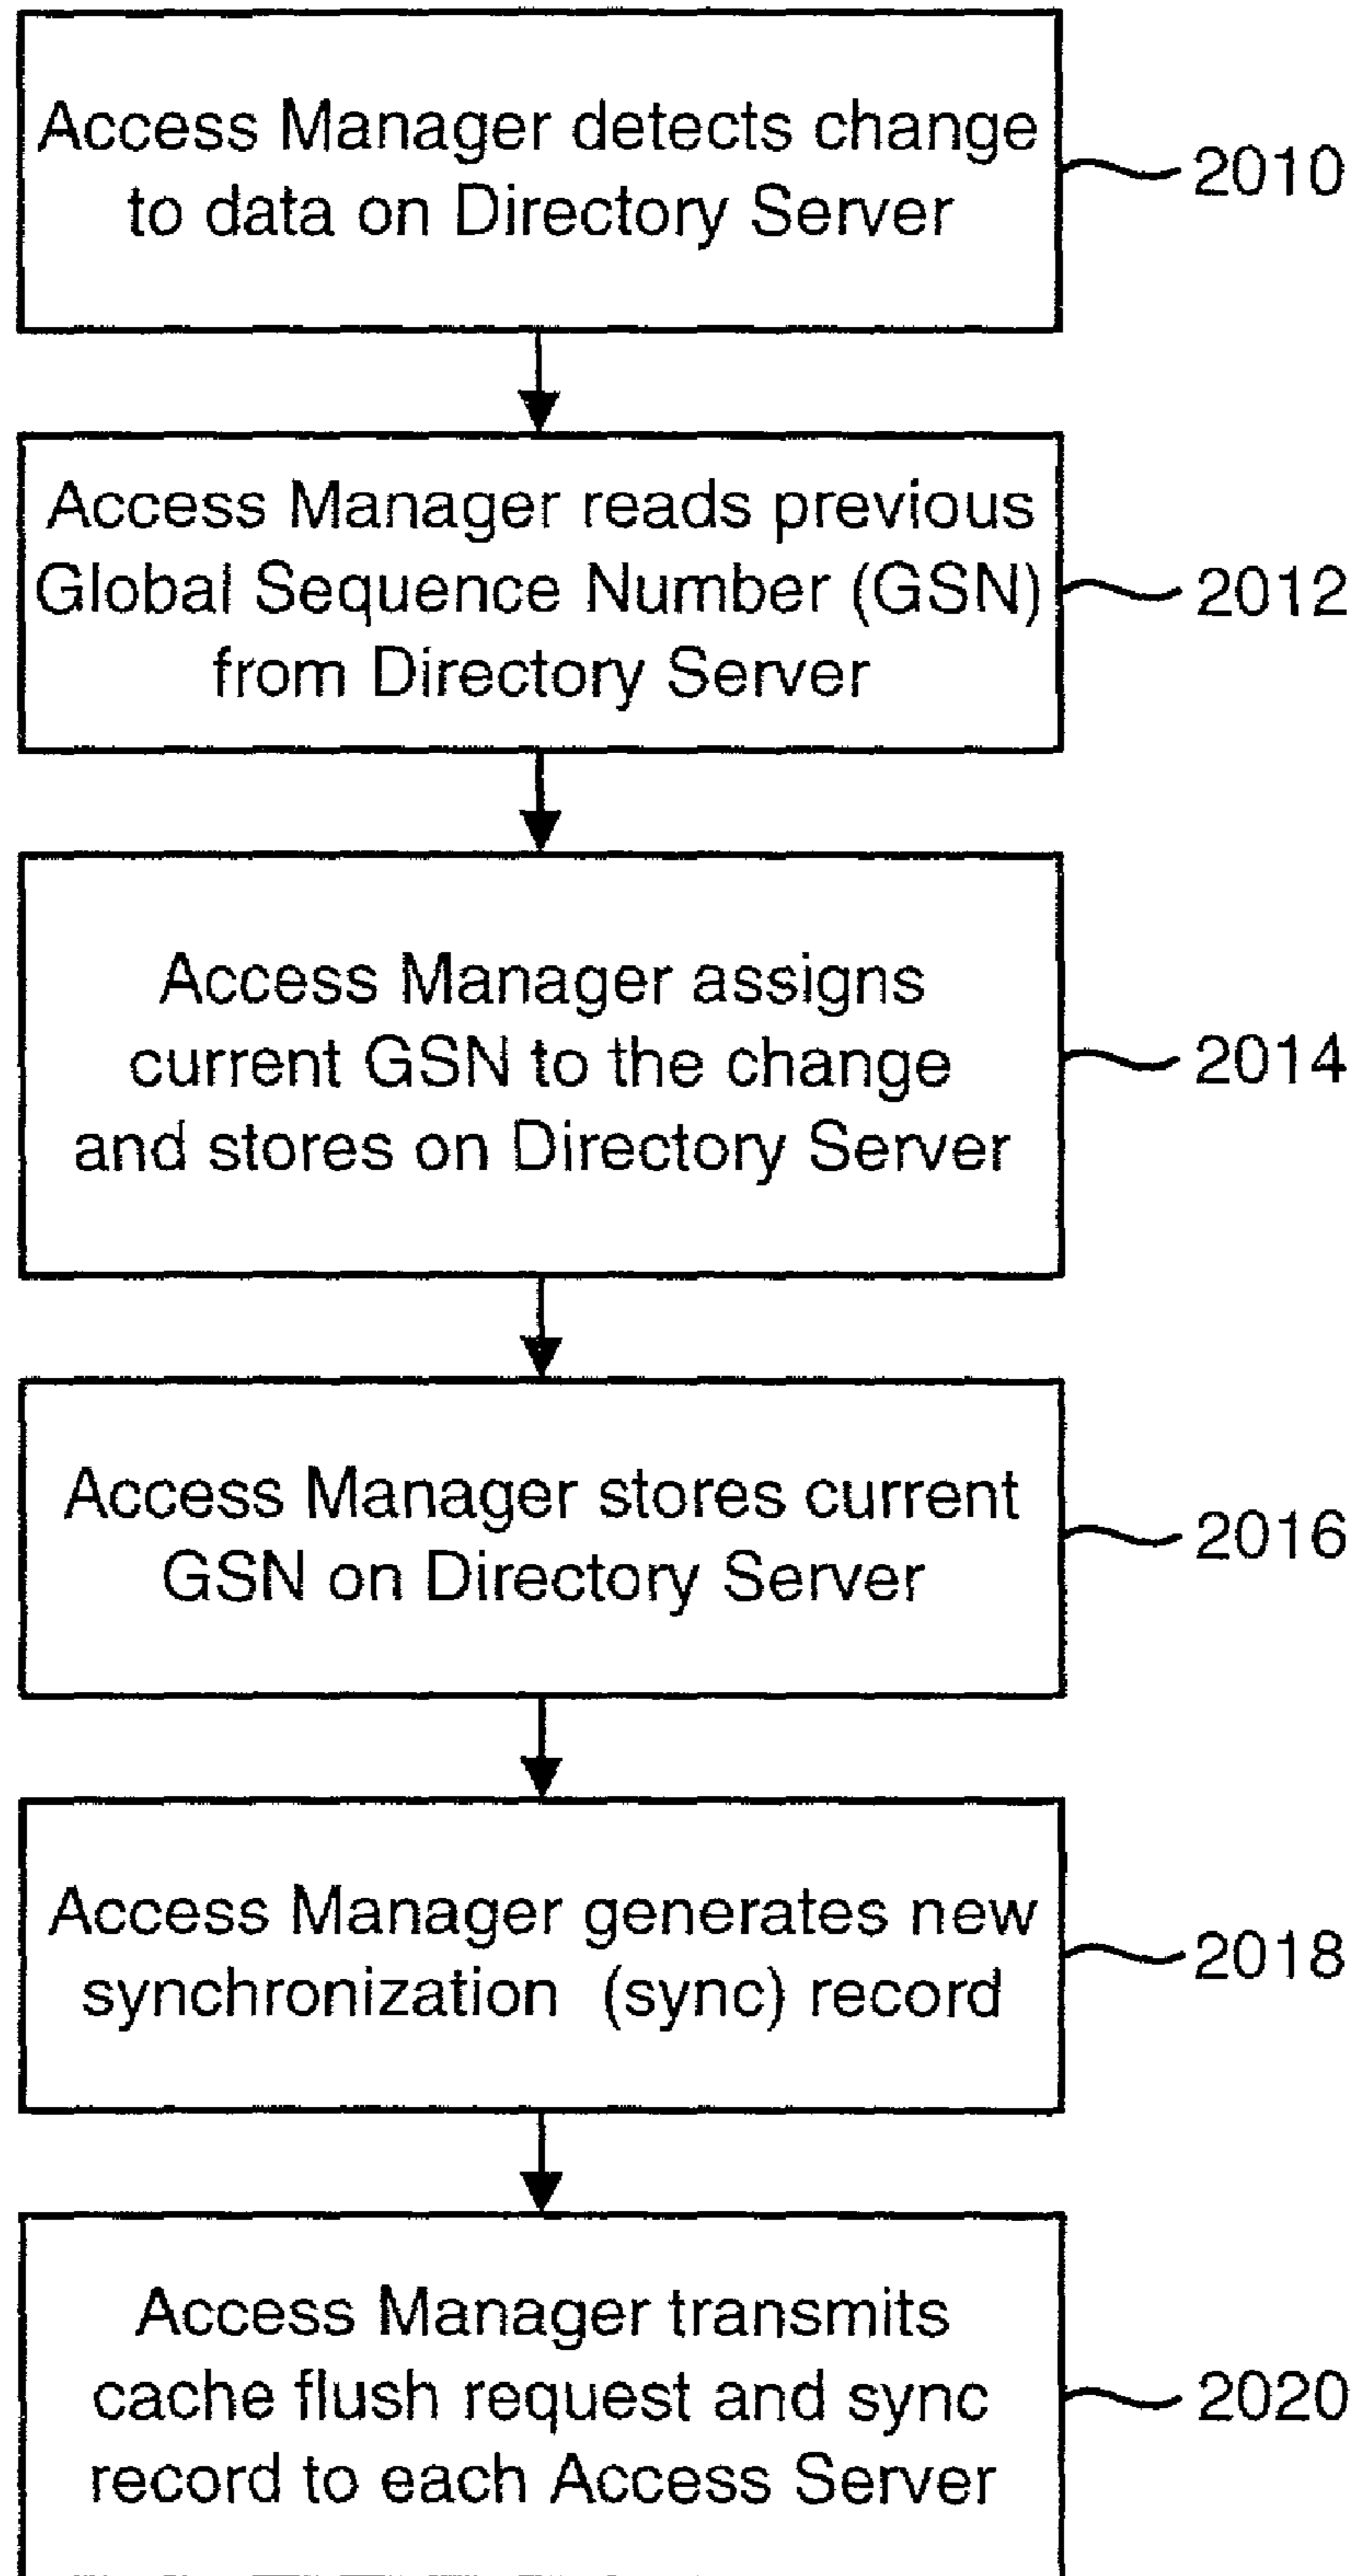 Access Manager detects change
to data on Directory Server
2010
Access Manager reads previous
Global Sequence Number (GSN)
from Directory Server
2012
Access Manager assigns
current GSN to the change
and stores on Directory Server
2014
Access Manager stores current
GSN on Directory Server
2016
Access Manager generates new
synchronization (sync) record
2018
Access Manager transmits
cache flush request and sync
record to each Access Server
2020